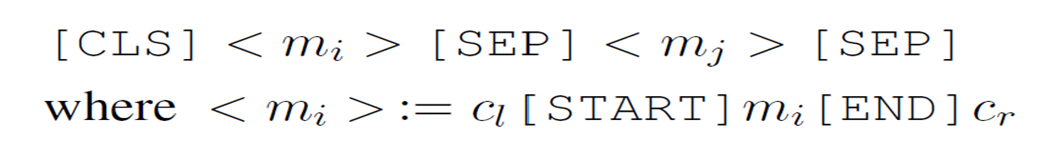 [CLS] < m_i > [SEP] < m_j > [SEP]
where < m_i > := c_l [START] m_i [END] c_r